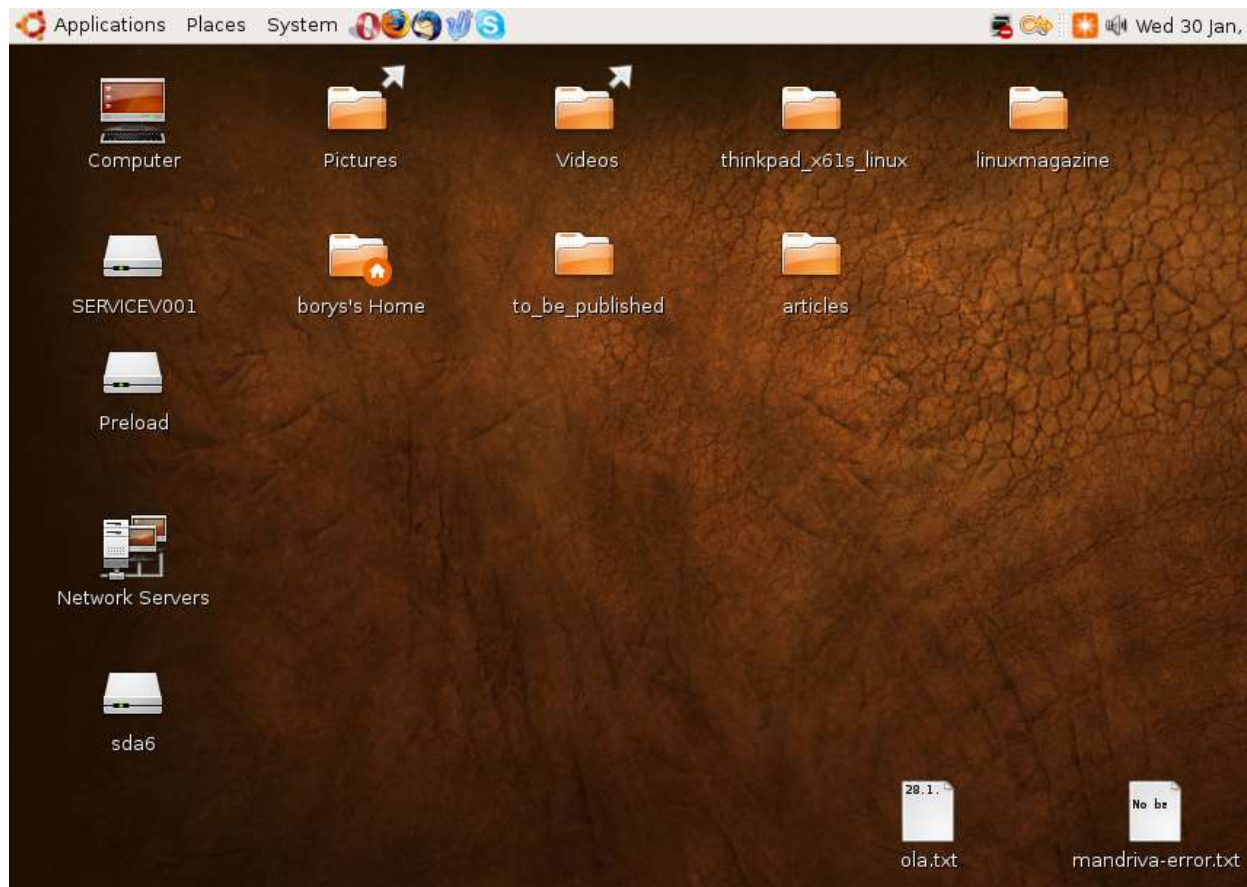 Applications Places System Wed 30 Jan,
Computer Pictures Videos thinkpad_x61s_linux linuxmagazine
SERVICEV001 borys's Home to_be_published articles
Preload
Network Servers
sda6
28.1. No be
ola.txt mandriva-error.txt